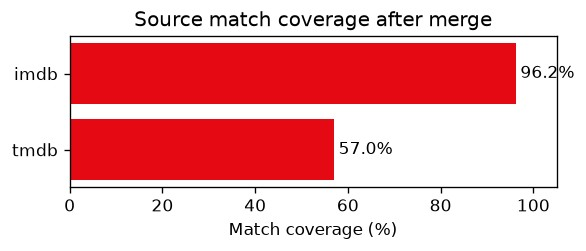 Source match coverage after merge
imdb
96.2%
tmdb
57.0%
0 20 40 60 80 100
Match coverage (%)